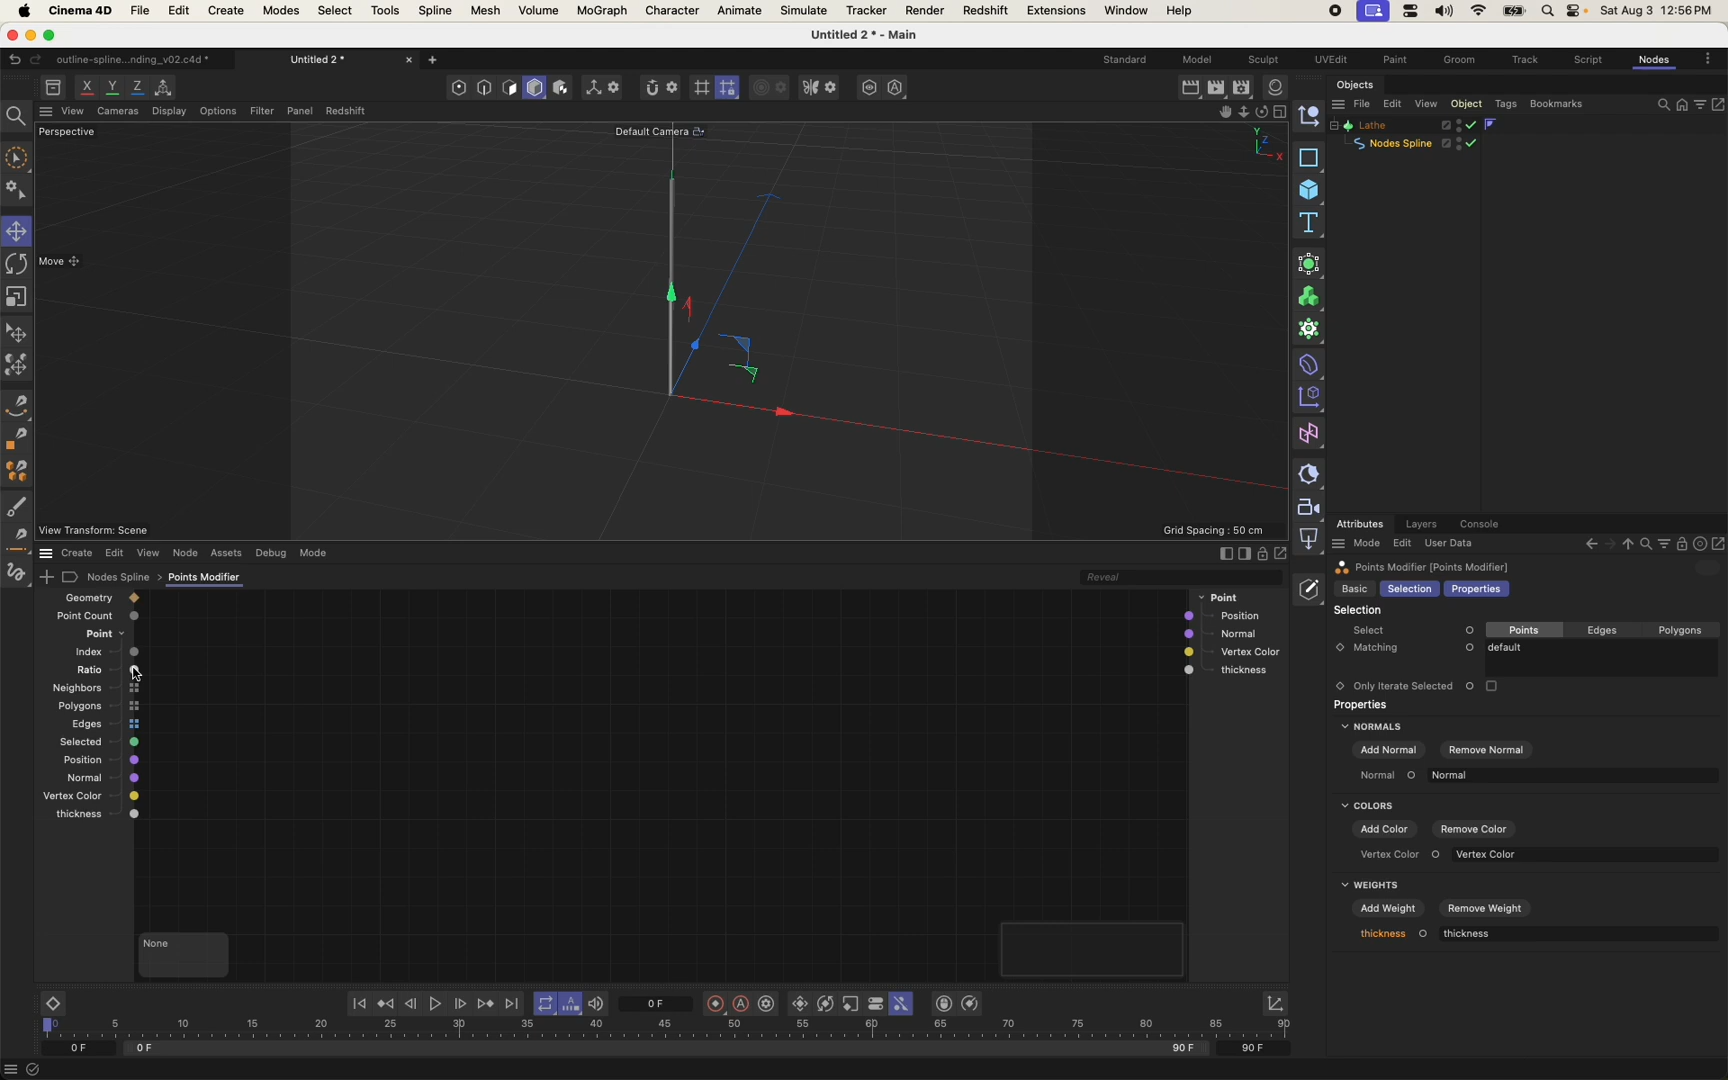 Cinema 4D File Edit Create Modes Select Tools Spline Mesh Volume MoGraph Character Animate Simulate Tracker Render Redshift Extensions Window Help Sat Aug 3 12:56 PM
Untitled 2 * - Main
outline-spline...nding_v02.c4d * Untitled 2 * × + Standard Model Sculpt UVEdit Paint Groom Track Script Nodes
X Y Z
View Cameras Display Options Filter Panel Redshift
Perspective
Default Camera
Y
Z
X
Move
View Transform: Scene
Grid Spacing : 50 cm
Objects
File Edit View Object Tags Bookmarks
Lathe
Nodes Spline
Create Edit View Node Assets Debug Mode
Nodes Spline > Points Modifier
Reveal
Geometry
Point Count
Point
Index
Ratio
Neighbors
Polygons
Edges
Selected
Position
Normal
Vertex Color
thickness
None
Point
Position
Normal
Vertex Color
thickness
Attributes Layers Console
Mode Edit User Data
Points Modifier [Points Modifier]
Basic Selection Properties
Selection
Select Points Edges Polygons
Matching default
Only Iterate Selected
Properties
NORMALS
Add Normal Remove Normal
Normal Normal
COLORS
Add Color Remove Color
Vertex Color Vertex Color
WEIGHTS
Add Weight Remove Weight
thickness thickness
0 F
0 5 10 15 20 25 30 35 40 45 50 55 60 65 70 75 80 85 90
0 F 0 F 90 F 90 F